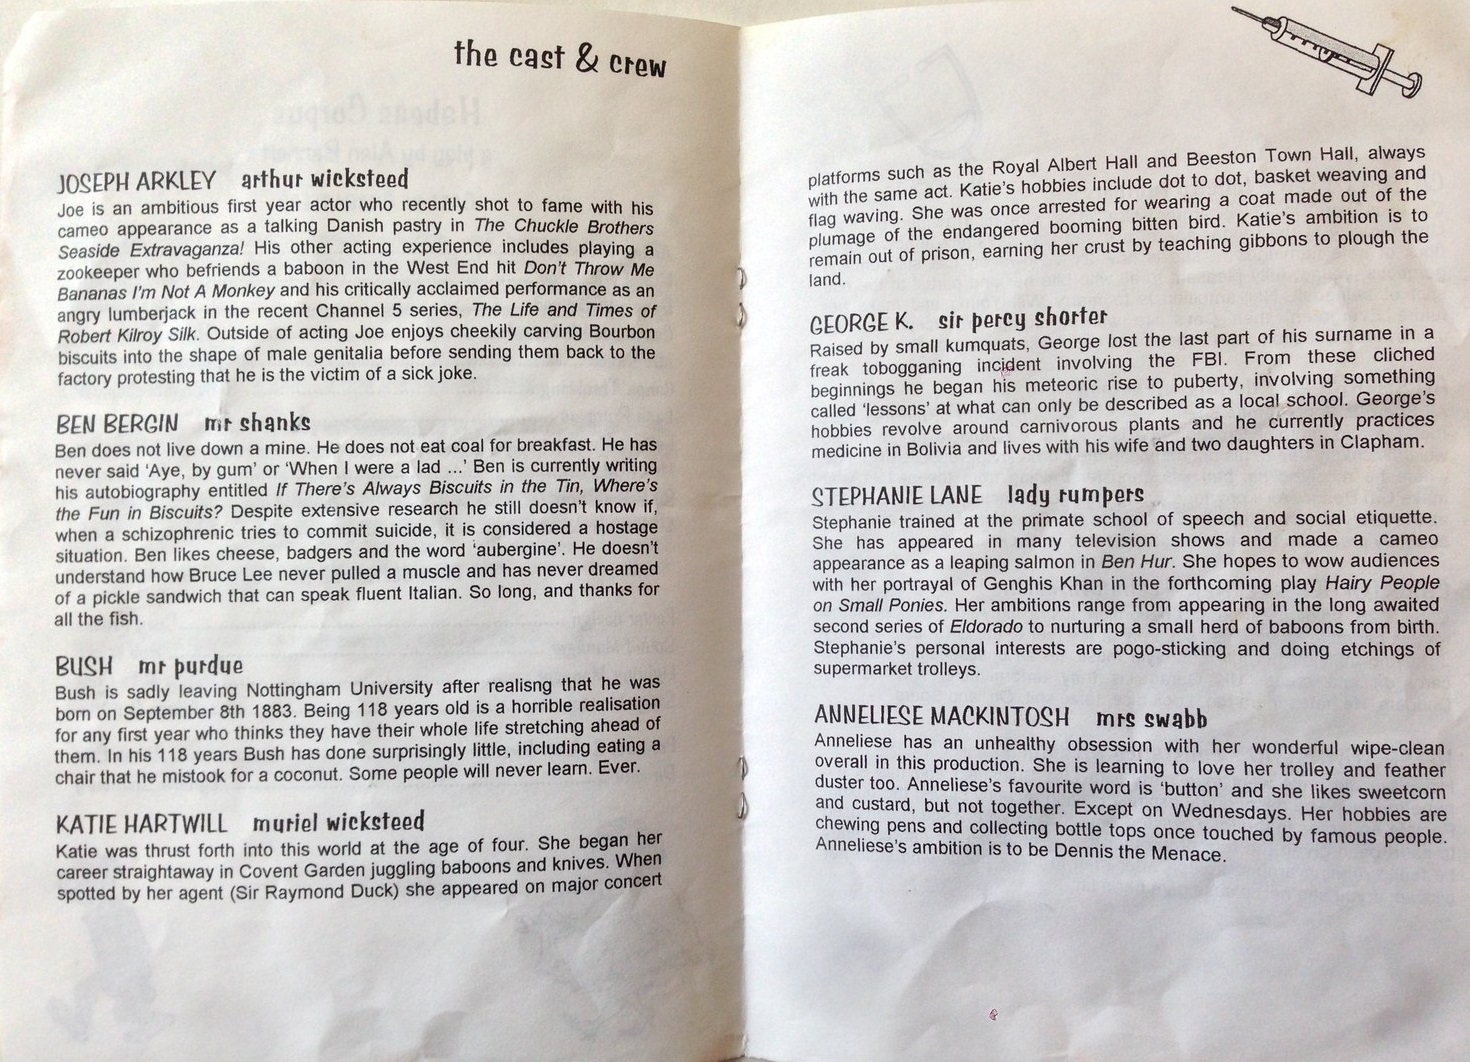 the cast & crew
JOSEPH ARKLEY arthur wicksteed
Joe is an ambitious first year actor who recently shot to fame with his
cameo appearance as a talking Danish pastry in The Chuckle Brothers
Seaside Extravaganza! His other acting experience includes playing a
zookeeper who befriends a baboon in the West End hit Don't Throw Me
Bananas I'm Not A Monkey and his critically acclaimed performance as an
angry lumberjack in the recent Channel 5 series, The Life and Times of
Robert Kilroy Silk. Outside of acting Joe enjoys cheekily carving Bourbon
biscuits into the shape of male genitalia before sending them back to the
factory protesting that he is the victim of a sick joke.
BEN BERGIN mr shanks
Ben does not live down a mine. He does not eat coal for breakfast. He has
never said 'Aye, by gum' or 'When I were a lad ...' Ben is currently writing
his autobiography entitled If There's Always Biscuits in the Tin, Where's
the Fun in Biscuits? Despite extensive research he still doesn't know if,
when a schizophrenic tries to commit suicide, it is considered a hostage
situation. Ben likes cheese, badgers and the word 'aubergine'. He doesn't
understand how Bruce Lee never pulled a muscle and has never dreamed
of a pickle sandwich that can speak fluent Italian. So long, and thanks for
all the fish.
BUSH mr purdue
Bush is sadly leaving Nottingham University after realisng that he was
born on September 8th 1883. Being 118 years old is a horrible realisation
for any first year who thinks they have their whole life stretching ahead of
them. In his 118 years Bush has done surprisingly little, including eating a
chair that he mistook for a coconut. Some people will never learn. Ever.
KATIE HARTWILL muriel wicksteed
Katie was thrust forth into this world at the age of four. She began her
career straightaway in Covent Garden juggling baboons and knives. When
spotted by her agent (Sir Raymond Duck) she appeared on major concert
platforms such as the Royal Albert Hall and Beeston Town Hall, always
with the same act. Katie's hobbies include dot to dot, basket weaving and
flag waving. She was once arrested for wearing a coat made out of the
plumage of the endangered booming bitten bird. Katie's ambition is to
remain out of prison, earning her crust by teaching gibbons to plough the
land.
GEORGE K. sir percy shorter
Raised by small kumquats, George lost the last part of his surname in a
freak tobogganing incident involving the FBI. From these cliched
beginnings he began his meteoric rise to puberty, involving something
called 'lessons' at what can only be described as a local school. George's
hobbies revolve around carnivorous plants and he currently practices
medicine in Bolivia and lives with his wife and two daughters in Clapham.
STEPHANIE LANE lady rumpers
Stephanie trained at the primate school of speech and social etiquette.
She has appeared in many television shows and made a cameo
appearance as a leaping salmon in Ben Hur. She hopes to wow audiences
with her portrayal of Genghis Khan in the forthcoming play Hairy People
on Small Ponies. Her ambitions range from appearing in the long awaited
second series of Eldorado to nurturing a small herd of baboons from birth.
Stephanie's personal interests are pogo-sticking and doing etchings of
supermarket trolleys.
ANNELIESE MACKINTOSH mrs swabb
Anneliese has an unhealthy obsession with her wonderful wipe-clean
overall in this production. She is learning to love her trolley and feather
duster too. Anneliese's favourite word is 'button' and she likes sweetcorn
and custard, but not together. Except on Wednesdays. Her hobbies are
chewing pens and collecting bottle tops once touched by famous people.
Anneliese's ambition is to be Dennis the Menace.